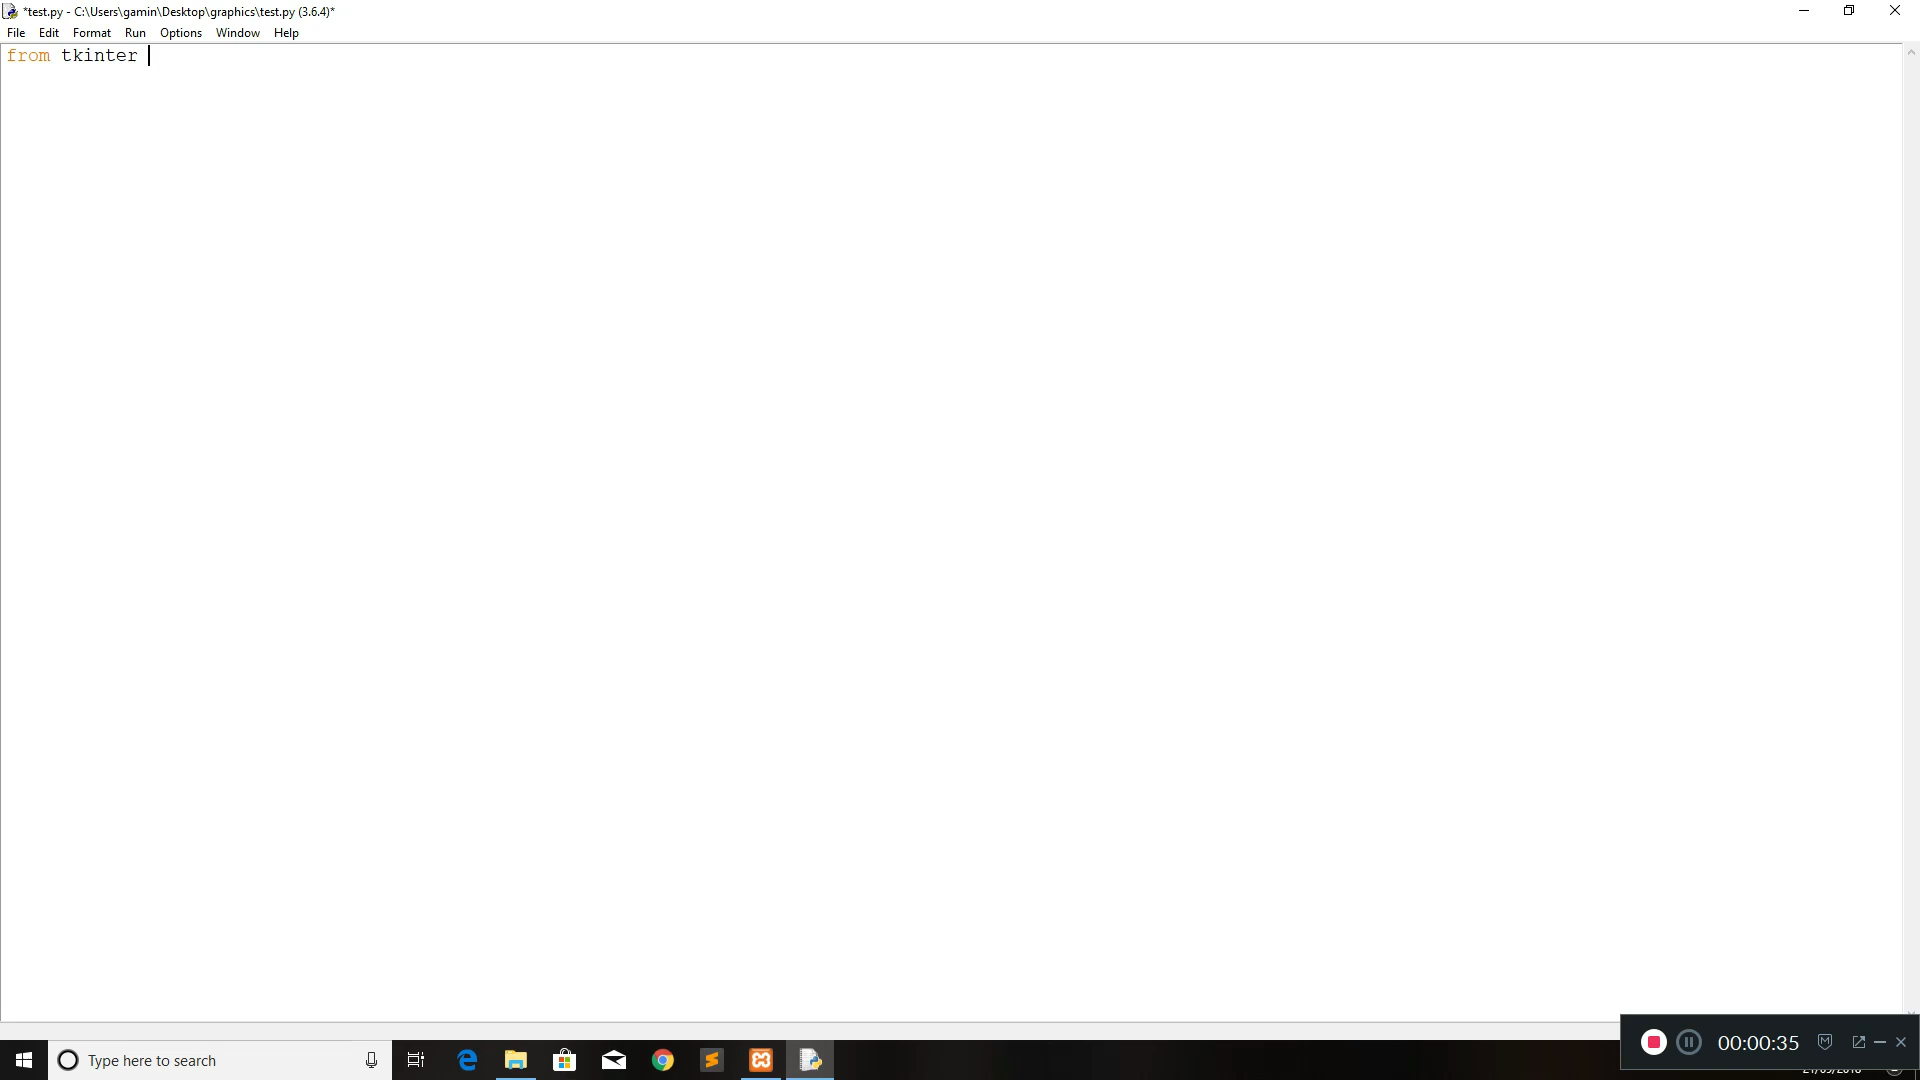 *test.py - C:\Users\gamin\Desktop\graphics\test.py (3.6.4)*
File Edit Format Run Options Window Help
from tkinter
Type here to search
00:00:35